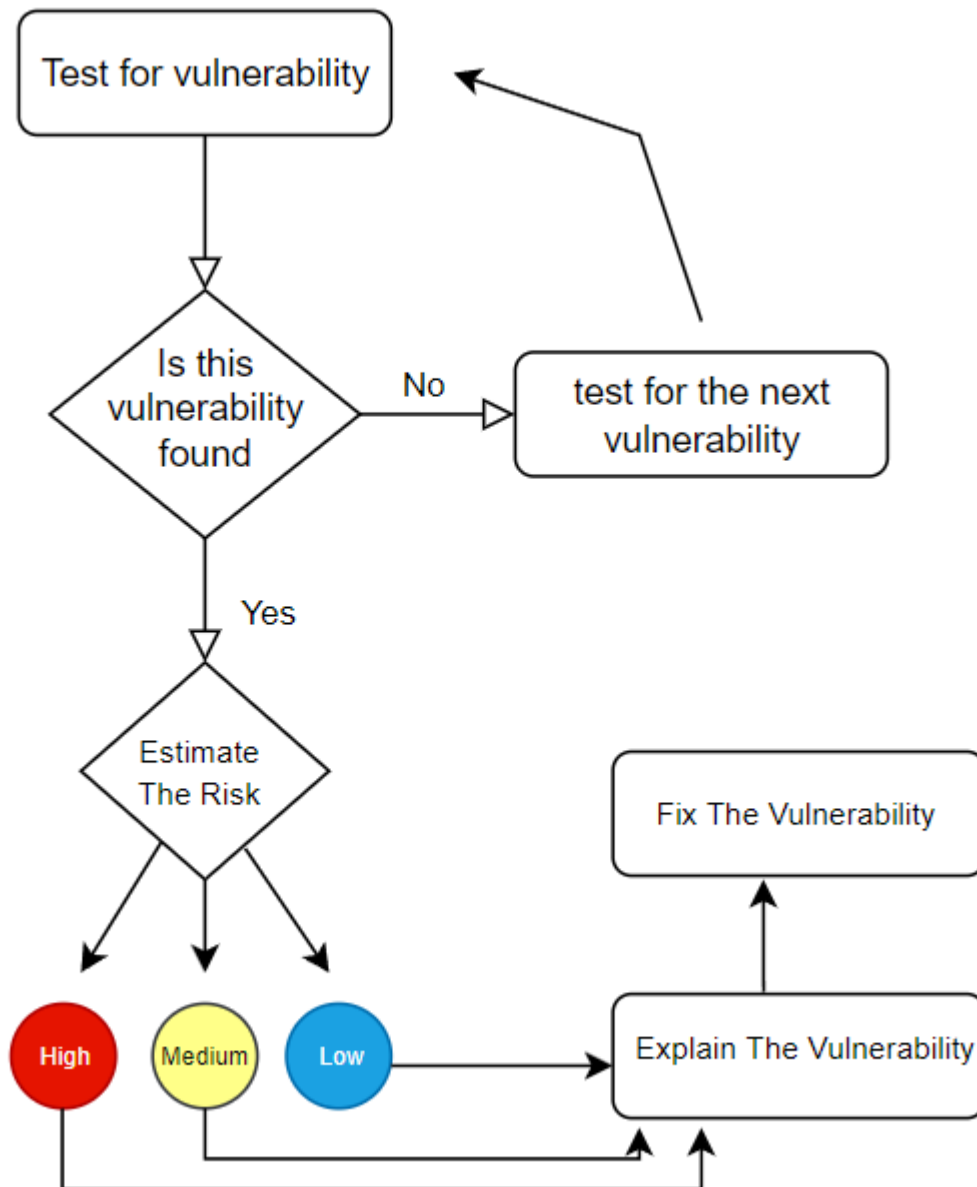 Test for vulnerability
Is this
vulnerability
found
No
test for the next
vulnerability
Yes
Estimate
The Risk
Fix The Vulnerability
High
Medium
Low
Explain The Vulnerability